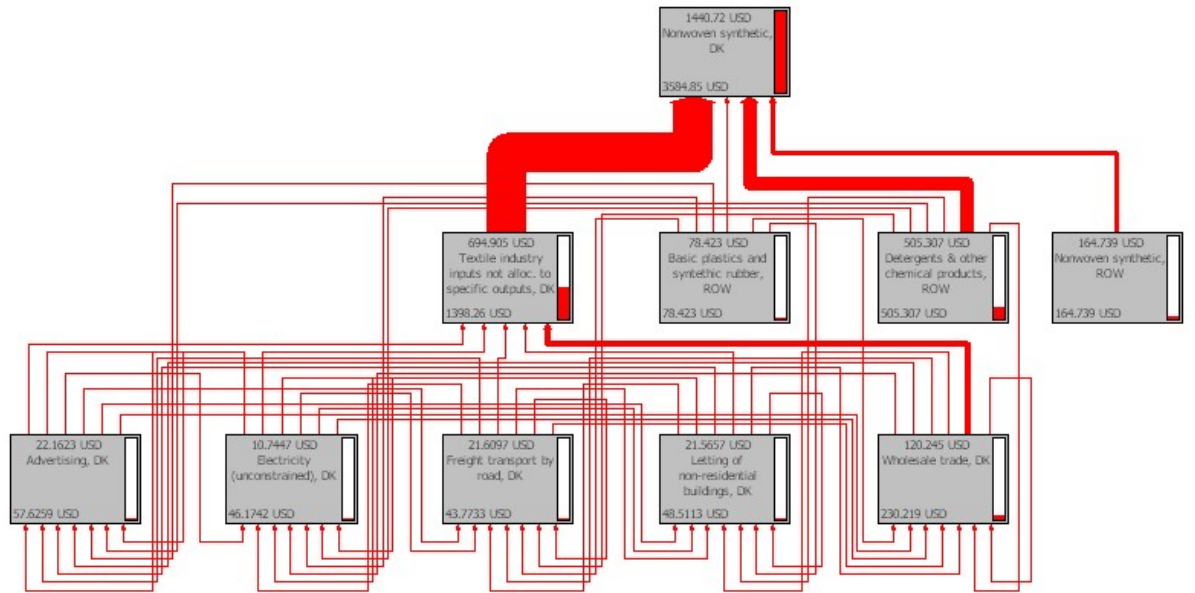 1440.72 USD
Nonwoven synthetic,
DK
3584.85 USD
694.905 USD
Textile industry
inputs not alloc. to
specific outputs, DK
1398.26 USD
78.423 USD
Basic plastics and
syntethic rubber,
ROW
78.423 USD
505.307 USD
Detergents & other
chemical products,
ROW
505.307 USD
164.739 USD
Nonwoven synthetic,
ROW
164.739 USD
22.1623 USD
Advertising, DK
57.6259 USD
10.7447 USD
Electricity
(unconstrained), DK
46.1742 USD
21.6097 USD
Freight transport by
road, DK
43.7733 USD
21.5657 USD
Letting of
non-residential
buildings, DK
48.5113 USD
120.245 USD
Wholesale trade, DK
230.219 USD